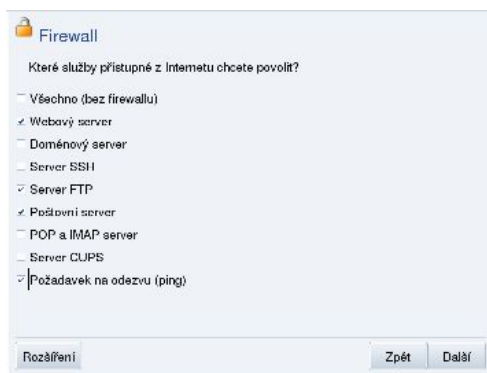 Firewall
Které služby přístupné z Internetu chcete povolit?
Všechno (bez firewallu)
Webový server
Doménový server
Server SSH
Server FTP
Poštovní server
POP a IMAP server
Server CUPS
Požadavek na odezvu (ping)
Rozšíření
Zpět
Další